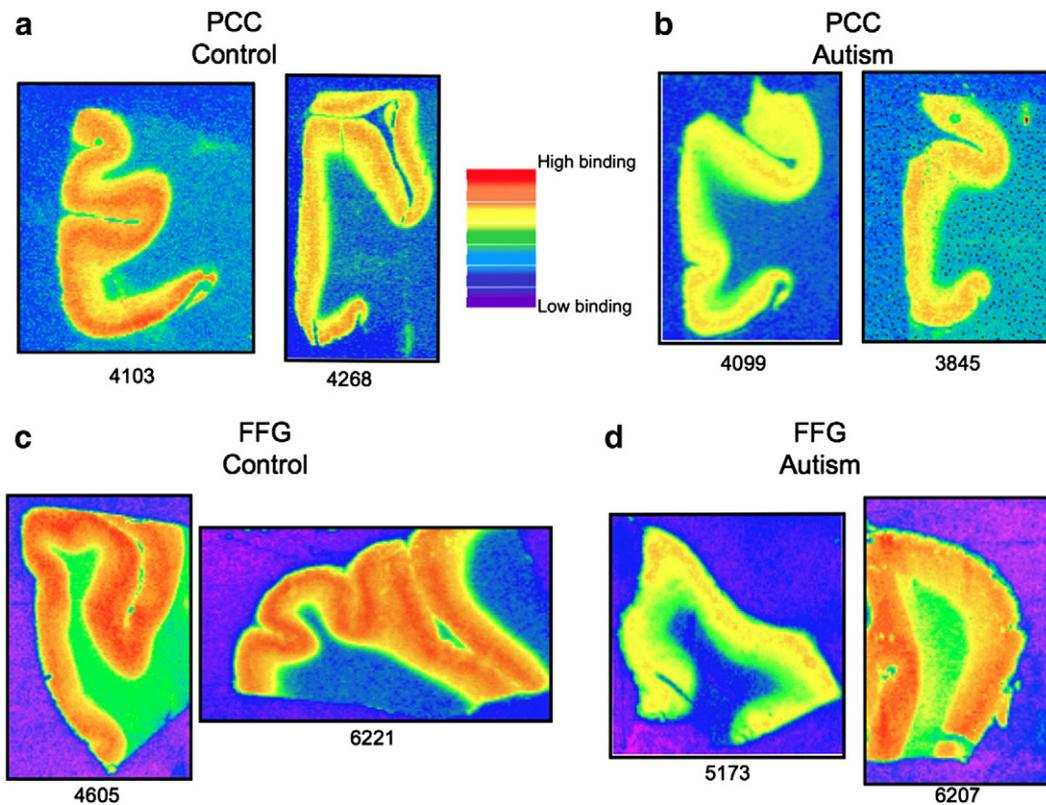 a
PCC
Control
b
PCC
Autism
High binding
Low binding
4103
4268
4099
3845
c
FFG
Control
d
FFG
Autism
4605
6221
5173
6207